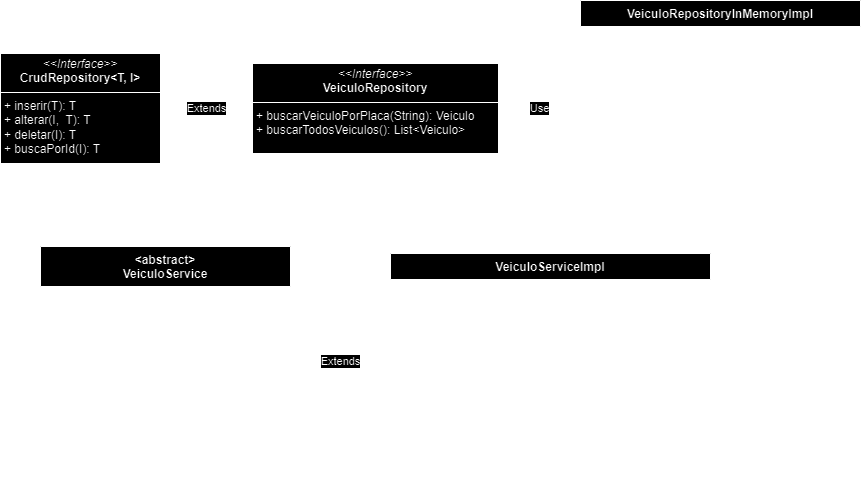 VeiculoRepositoryInMemoryImpl
<<Interface>>
CrudRepository<T, I>
+ inserir(T): T
+ alterar(I,  T): T
+ deletar(I): T
+ buscaPorId(I): T
Extends
<<Interface>>
VeiculoRepository
+ buscarVeiculoPorPlaca(String): Veiculo
+ buscarTodosVeiculos(): List<Veiculo>
Use
<abstract>
VeiculoService
VeiculoServiceImpl
Extends